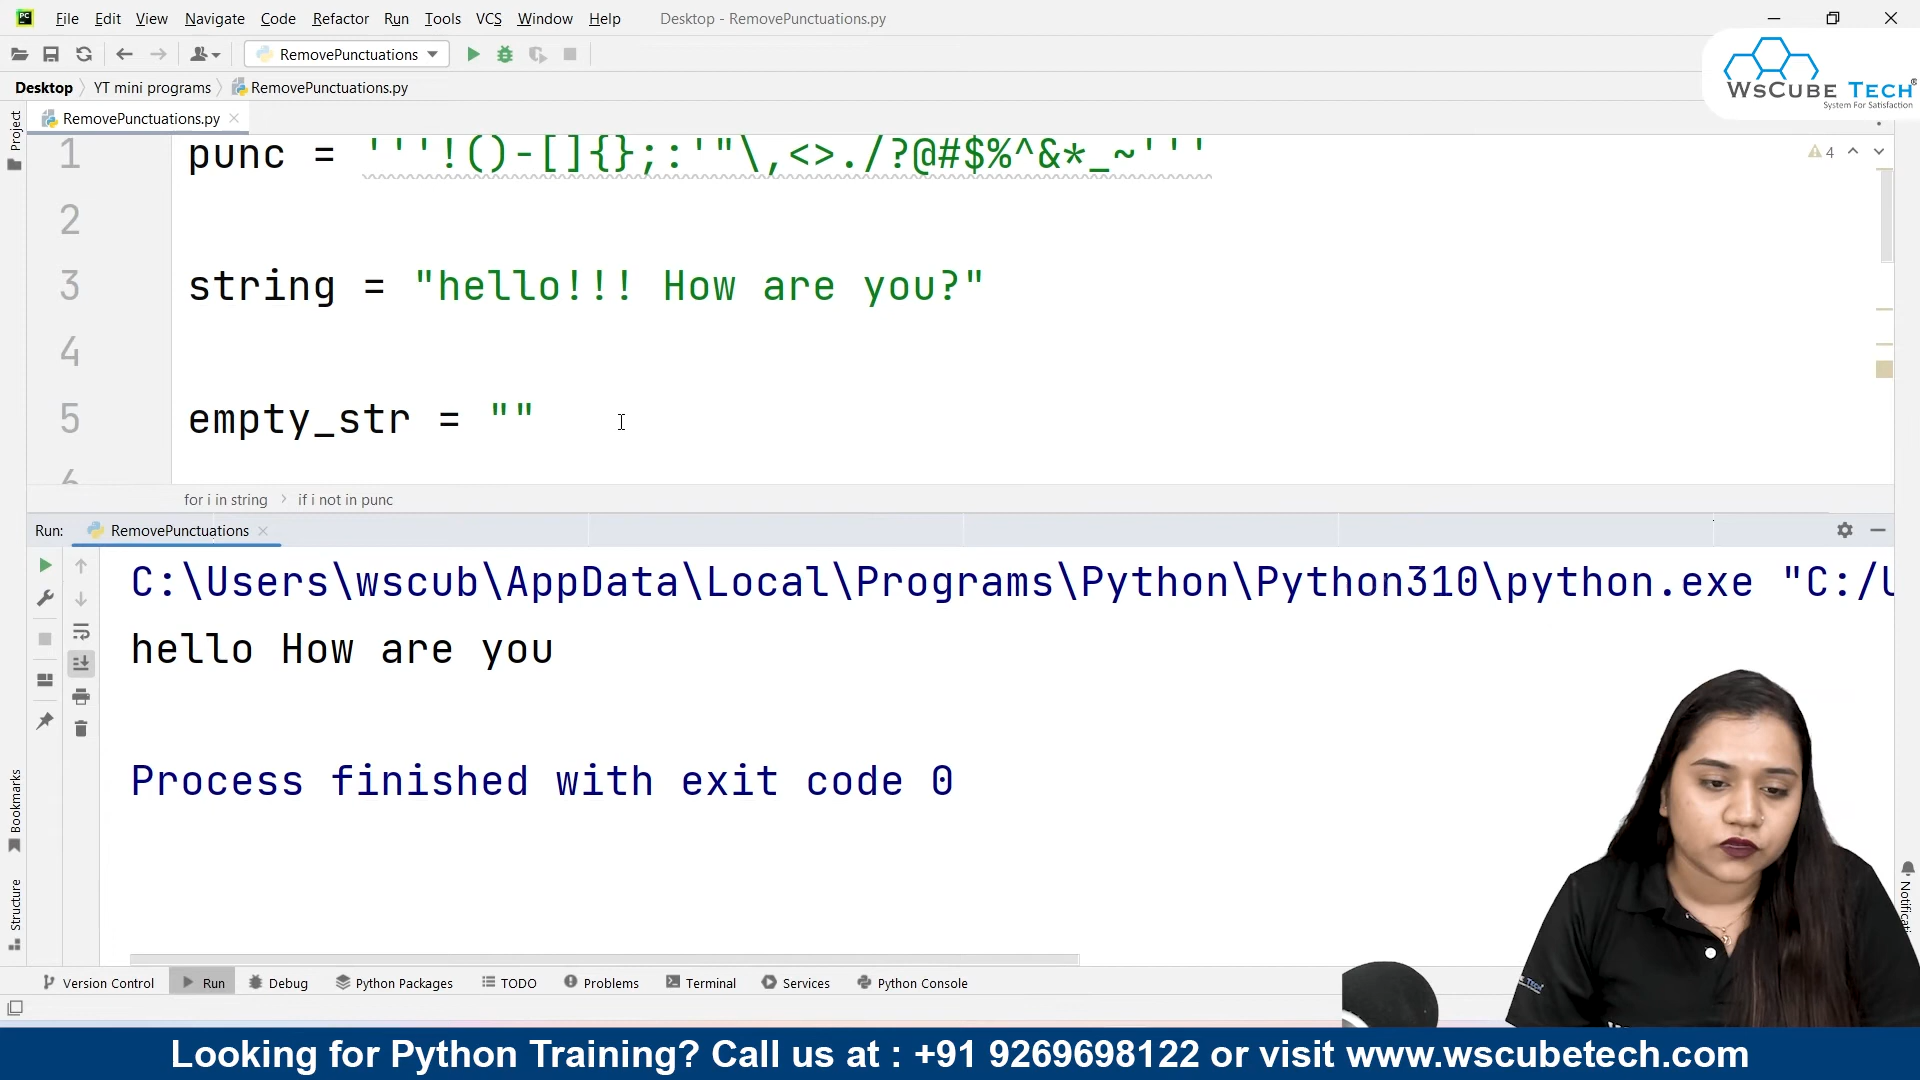 File Edit View Navigate Code Refactor Run Tools VCS Window Help Desktop - RemovePunctuations.py
RemovePunctuations
WsCube Tech®
System For Satisfaction
Desktop YT mini programs RemovePunctuations.py
RemovePunctuations.py
Project
1 punc = '''!()-[]{};:'"\,<>./?@#$%^&*_~'''
4
2
3 string = "hello!!! How are you?"
4
5 empty_str = ""
6
for i in string if i not in punc
Run: RemovePunctuations
C:\Users\wscub\AppData\Local\Programs\Python\Python310\python.exe "C:/U
hello How are you
Process finished with exit code 0
Bookmarks
Structure
Version Control Run Debug Python Packages TODO Problems Terminal Services Python Console
Looking for Python Training? Call us at : +91 9269698122 or visit www.wscubetech.com